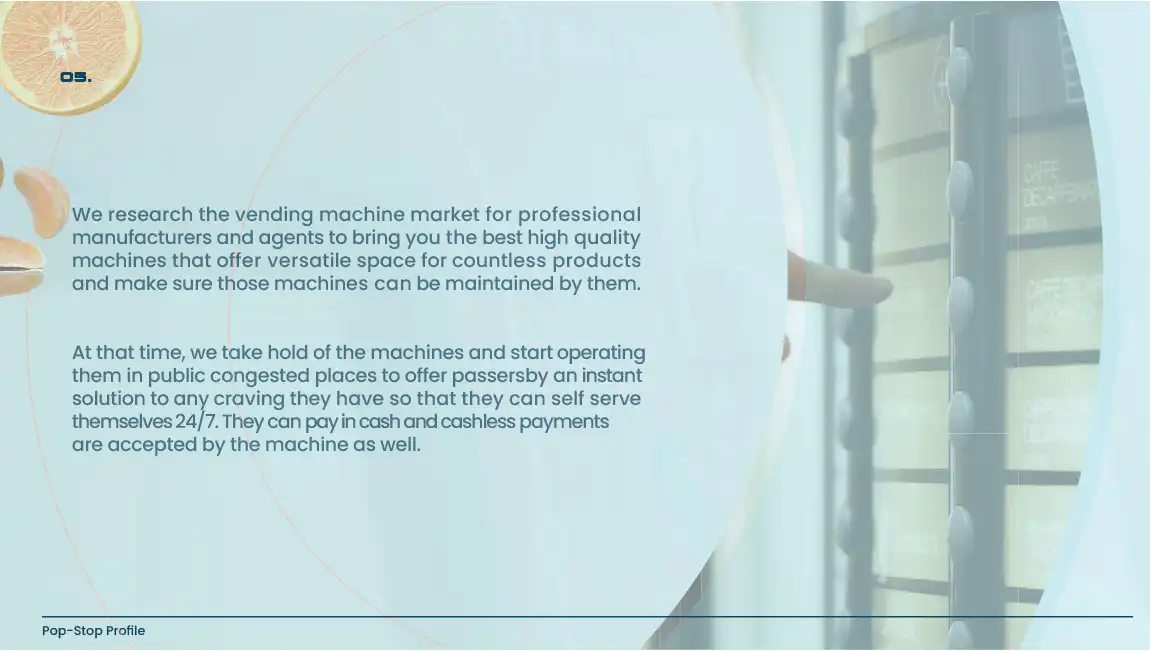 05.
We research the vending machine market for professional
manufacturers and agents to bring you the best high quality
machines that offer versatile space for countless products
and make sure those machines can be maintained by them.
At that time, we take hold of the machines and start operating
them in public congested places to offer passersby an instant
solution to any craving they have so that they can self serve
themselves 24/7. They can pay in cash and cashless payments
are accepted by the machine as well.
CAFFE
Pop-Stop Profile